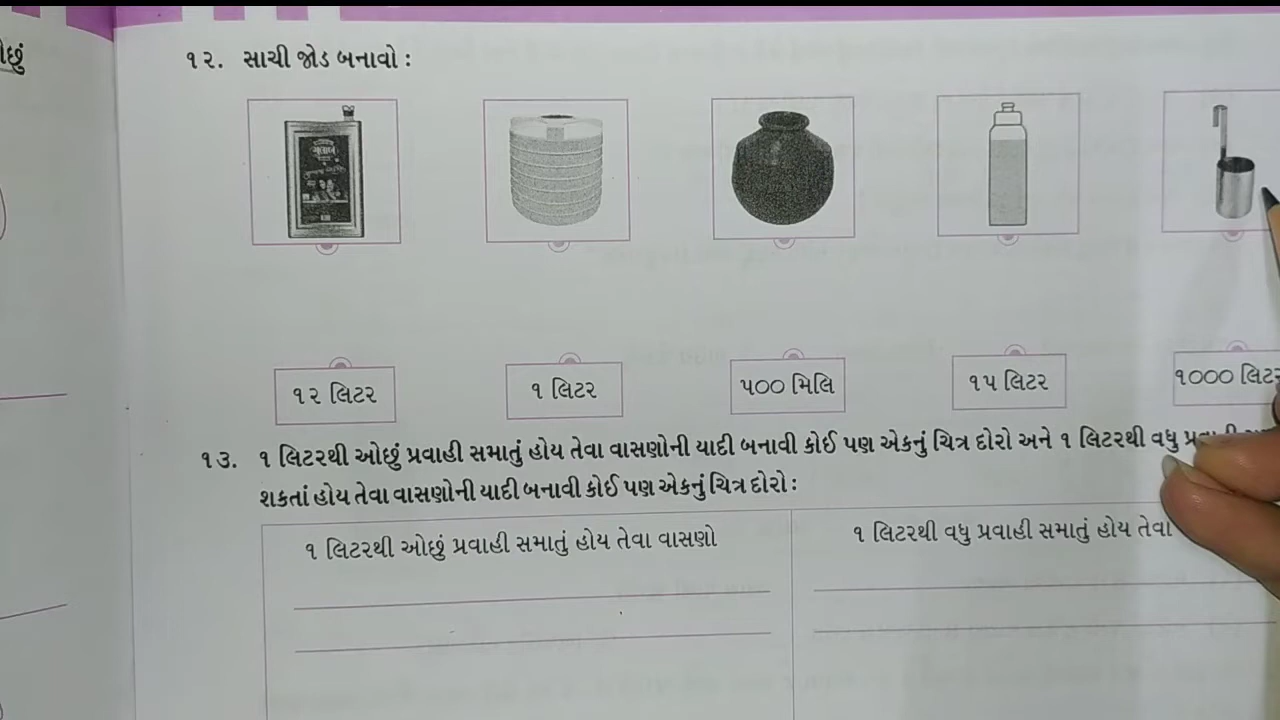 ૧૨. સાચી જોડ બનાવો :
૧૨ લિટર
૧ લિટર
૫૦૦ મિલિ
૧૫ લિટર
૧૦૦૦ લિટર
૧૩. ૧ લિટરથી ઓછું પ્રવાહી સમાતું હોય તેવા વાસણોની યાદી બનાવી કોઈ પણ એકનું ચિત્ર દોરો અને ૧ લિટરથી વધુ
શકતાં હોય તેવા વાસણોની યાદી બનાવી કોઈ પણ એકનું ચિત્ર દોરો :
૧ લિટરથી ઓછું પ્રવાહી સમાતું હોય તેવા વાસણો
૧ લિટરથી વધુ પ્રવાહી સમાતું હોય તેવા